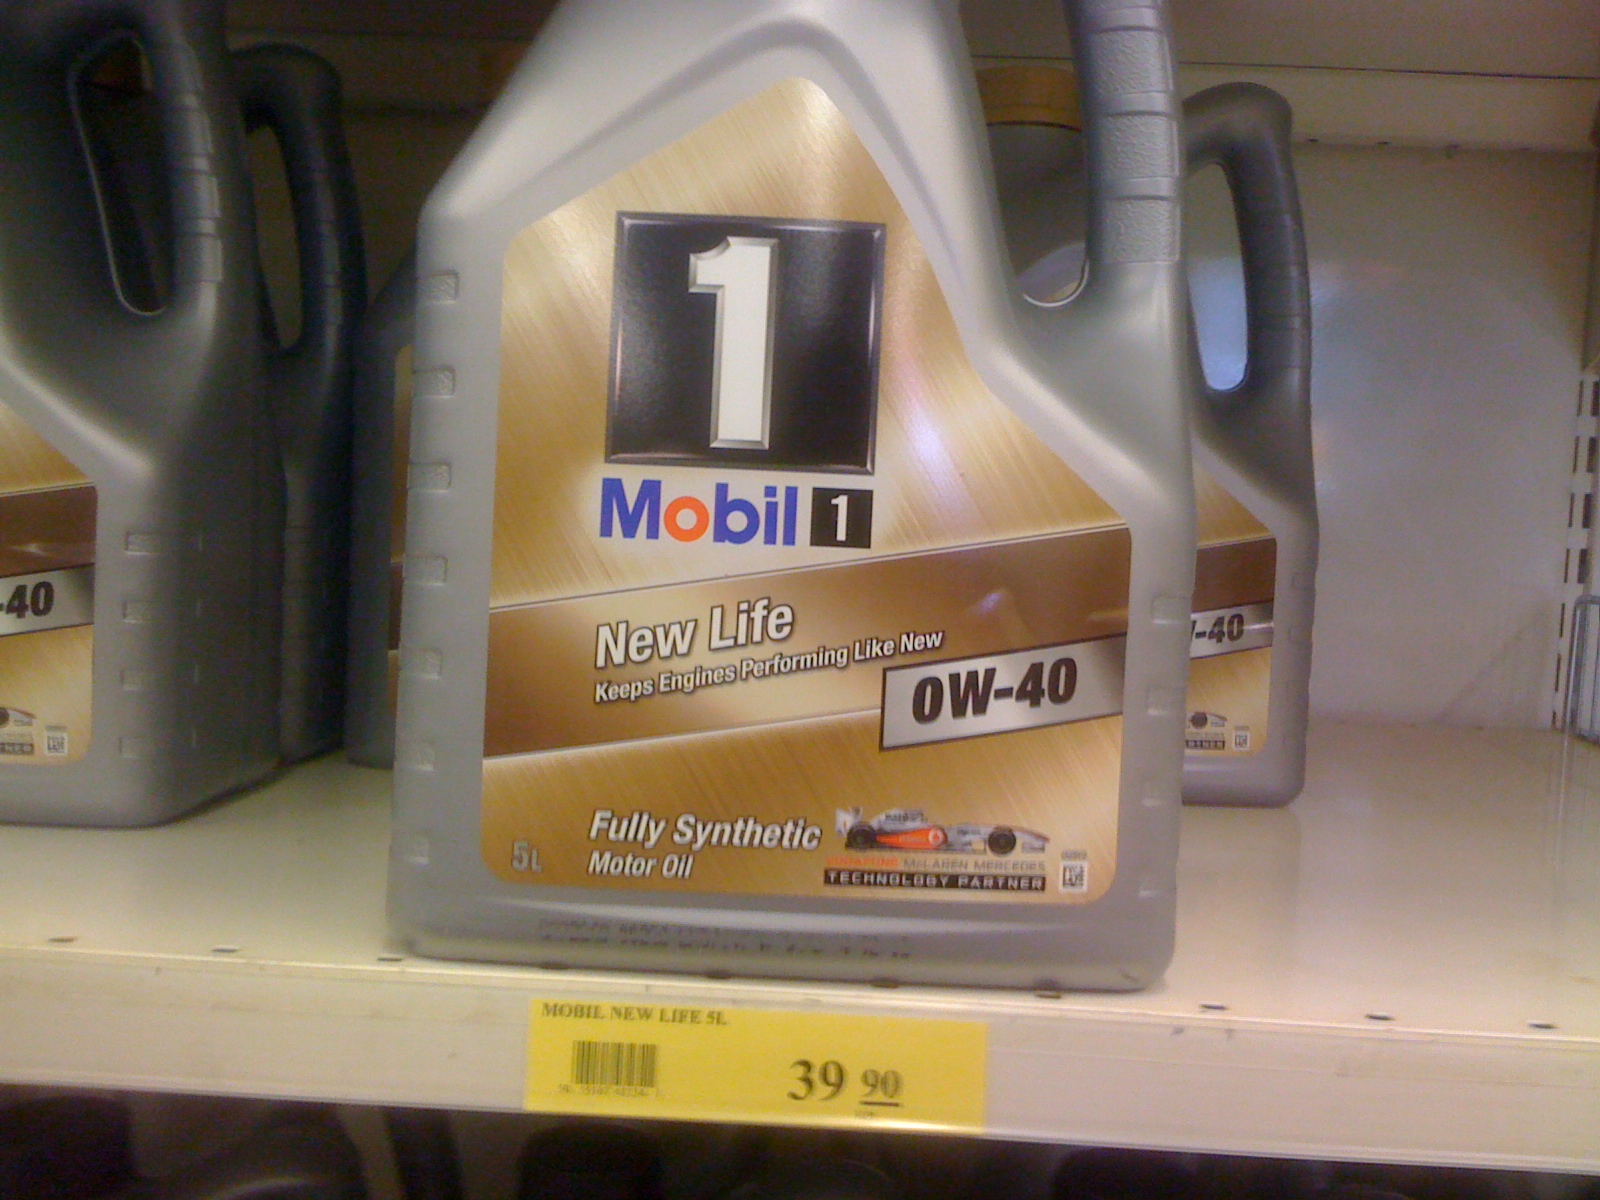 1
Mobil 1
New Life
Keeps Engines Performing Like New
0W-40
Fully Synthetic
Motor Oil
5L
VODAFONE McLAREN MERCEDES
TECHNOLOGY PARTNER
-40
-40
MOBIL NEW LIFE 5L
39 90